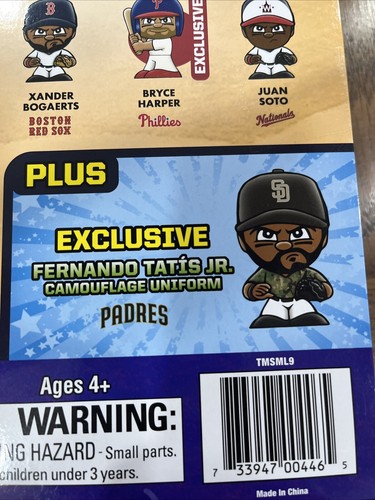 B
W
EXCLUSIVE
XANDER
BOGAERTS
BOSTON
RED SOX
BRYCE
HARPER
Phillies
JUAN
SOTO
Nationals
PLUS
SD
EXCLUSIVE
FERNANDO TATÍS JR.
CAMOUFLAGE UNIFORM
PADRES
TMSML9
Ages 4+
WARNING:
NG HAZARD - Small parts.
children under 3 years.
7 33947 00446 5
Made in China